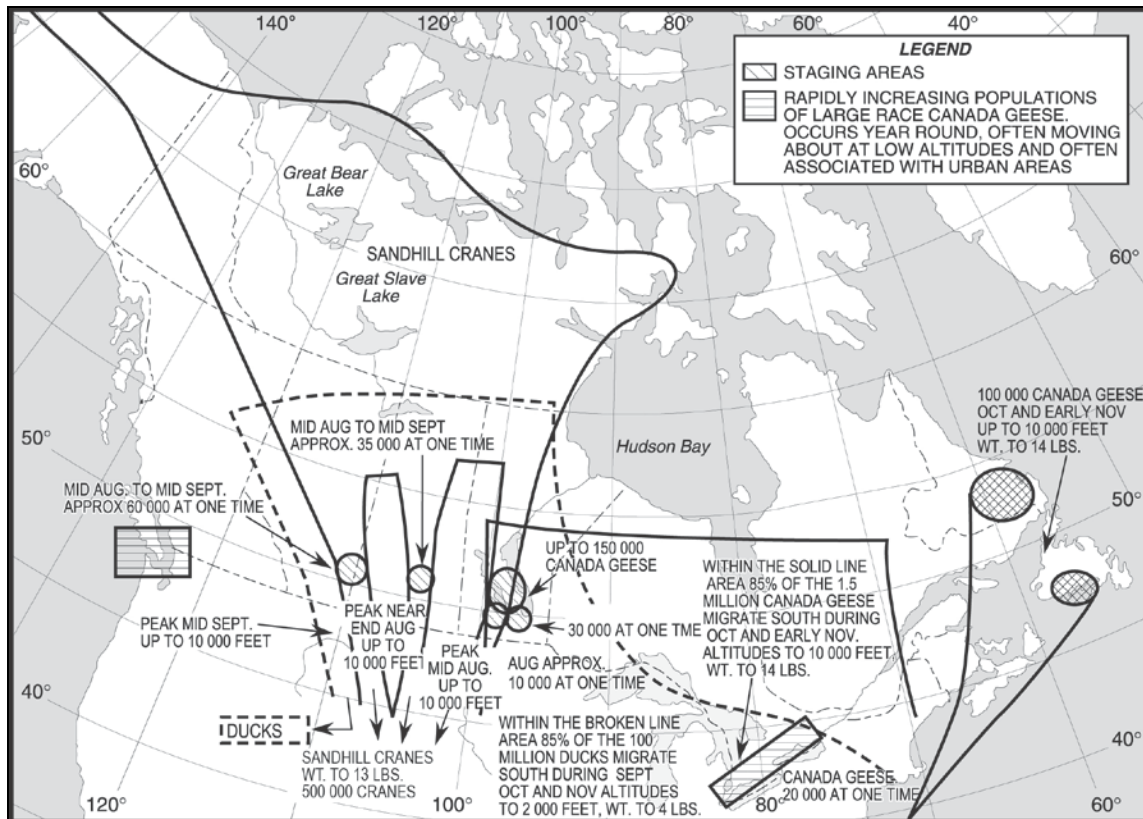 140°
120°
100°
80°
60°
40°
LEGEND
STAGING AREAS
RAPIDLY INCREASING POPULATIONS
OF LARGE RACE CANADA GEESE.
OCCURS YEAR ROUND, OFTEN MOVING
ABOUT AT LOW ALTITUDES AND OFTEN
ASSOCIATED WITH URBAN AREAS
60°
Great Bear
Lake
SANDHILL CRANES
Great Slave
Lake
60°
100 000 CANADA GEESE
OCT AND EARLY NOV
UP TO 10 000 FEET
WT. TO 14 LBS.
50°
MID AUG TO MID SEPT
APPROX. 35 000 AT ONE TIME
Hudson Bay
MID AUG. TO MID SEPT.
APPROX 60 000 AT ONE TIME
50°
UP TO 150 000
CANADA GEESE
WITHIN THE SOLID LINE
AREA 85% OF THE 1.5
MILLION CANADA GEESE
MIGRATE SOUTH DURING
OCT AND EARLY NOV.
ALTITUDES TO 10 000 FEET
WT. TO 14 LBS.
PEAK MID SEPT.
UP TO 10 000 FEET
PEAK NEAR
END AUG
UP TO
10 000 FEET
30 000 AT ONE TME
PEAK
MID AUG.
UP TO
10 000 FEET
AUG APPROX.
10 000 AT ONE TIME
40°
DUCKS
SANDHILL CRANES
WT. TO 13 LBS.
500 000 CRANES
WITHIN THE BROKEN LINE
AREA 85% OF THE 100
MILLION DUCKS MIGRATE
SOUTH DURING SEPT
OCT AND NOV ALTITUDES
TO 2 000 FEET, WT. TO 4 LBS.
CANADA GEESE
20 000 AT ONE TIME
40°
120°
100°
80°
60°